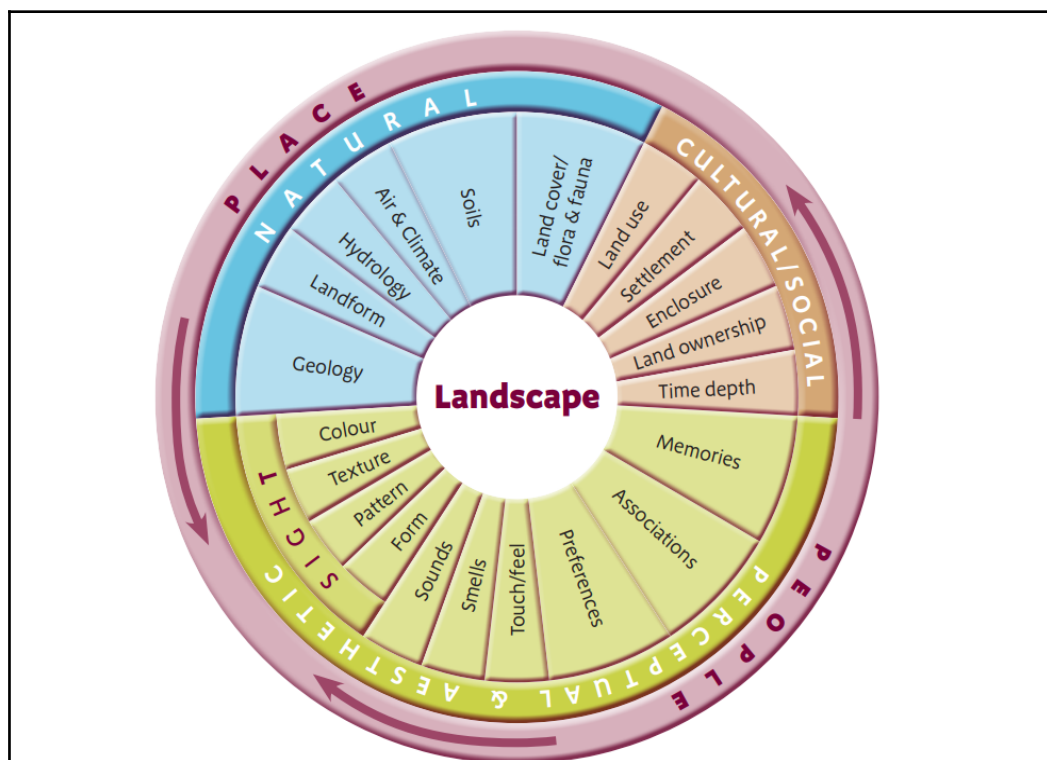 PLACE
NATURAL
CULTURAL/SOCIAL
Geology
Landform
Hydrology
Air & Climate
Soils
Land cover/
flora & fauna
Land use
Settlement
Enclosure
Land ownership
Time depth
Landscape
Memories
Associations
Preferences
Touch/feel
Smells
Sounds
Form
Pattern
Texture
Colour
SIGHT
PERCEPTUAL & AESTHETIC
PEOPLE